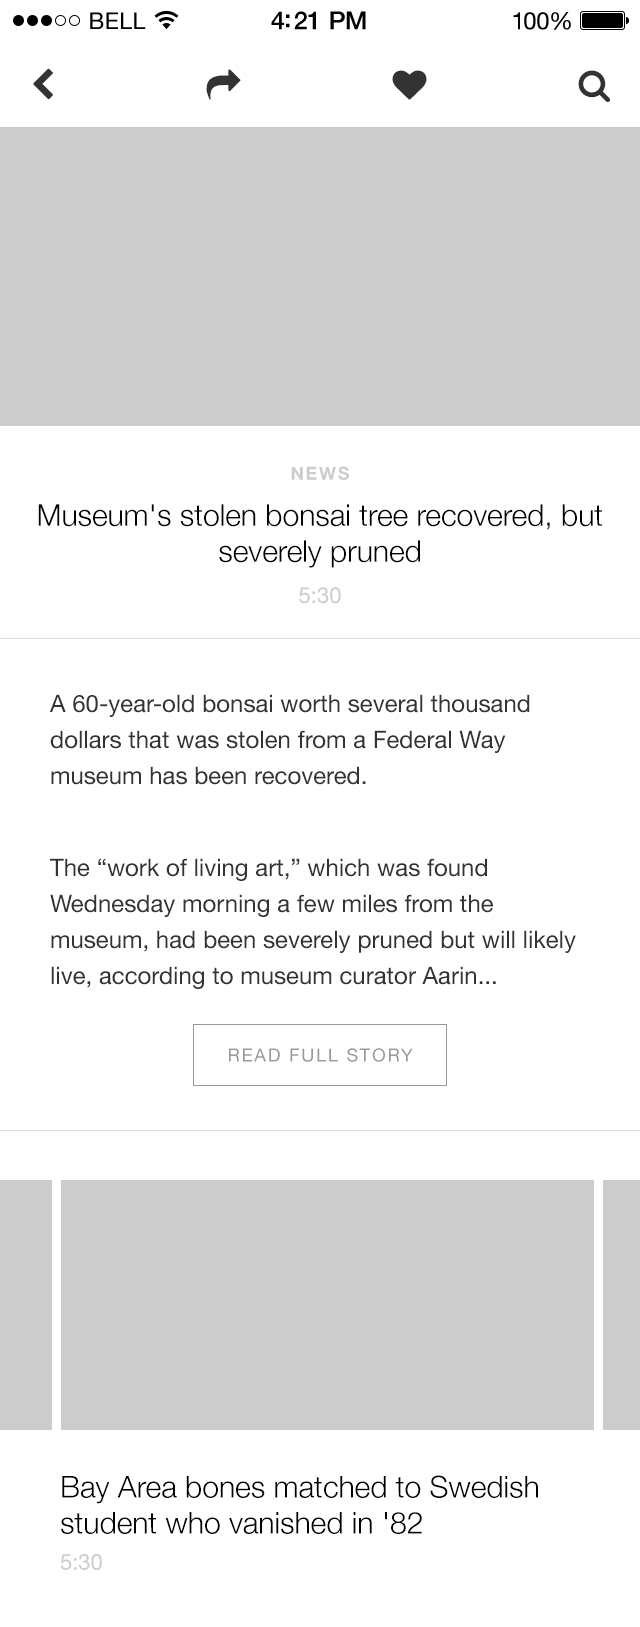 BELL 4:21 PM 100%
NEWS
Museum's stolen bonsai tree recovered, but
severely pruned
5:30
A 60-year-old bonsai worth several thousand
dollars that was stolen from a Federal Way
museum has been recovered.
The “work of living art,” which was found
Wednesday morning a few miles from the
museum, had been severely pruned but will likely
live, according to museum curator Aarin...
READ FULL STORY
Bay Area bones matched to Swedish
student who vanished in '82
5:30